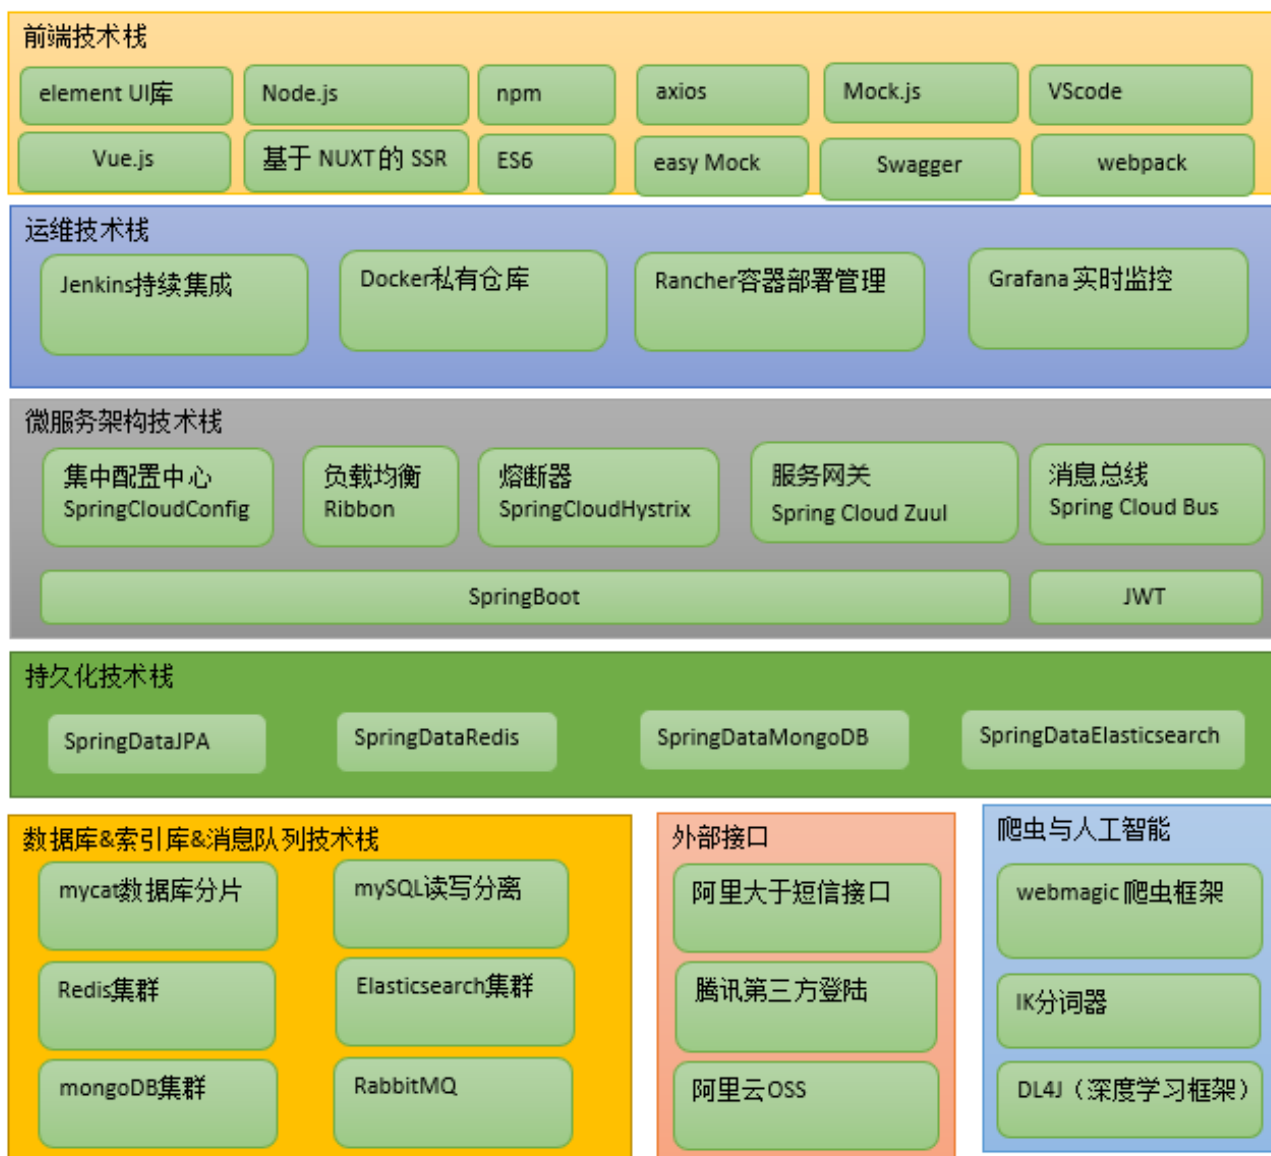 前端技术栈
element UI库
Node.js
npm
axios
Mock.js
VScode
Vue.js
基于 NUXT的 SSR
ES6
easy Mock
Swagger
webpack
运维技术栈
Jenkins持续集成
Docker私有仓库
Rancher容器部署管理
Grafana 实时监控
微服务架构技术栈
集中配置中心
SpringCloudConfig
负载均衡
Ribbon
熔断器
SpringCloudHystrix
服务网关
Spring Cloud Zuul
消息总线
Spring Cloud Bus
SpringBoot
JWT
持久化技术栈
SpringDataJPA
SpringDataRedis
SpringDataMongoDB
SpringDataElasticsearch
数据库&索引库&消息队列技术栈
mycat数据库分片
mySQL读写分离
Redis集群
Elasticsearch集群
mongoDB集群
RabbitMQ
外部接口
阿里大于短信接口
腾讯第三方登陆
阿里云OSS
爬虫与人工智能
webmagic 爬虫框架
IK分词器
DL4J（深度学习框架）